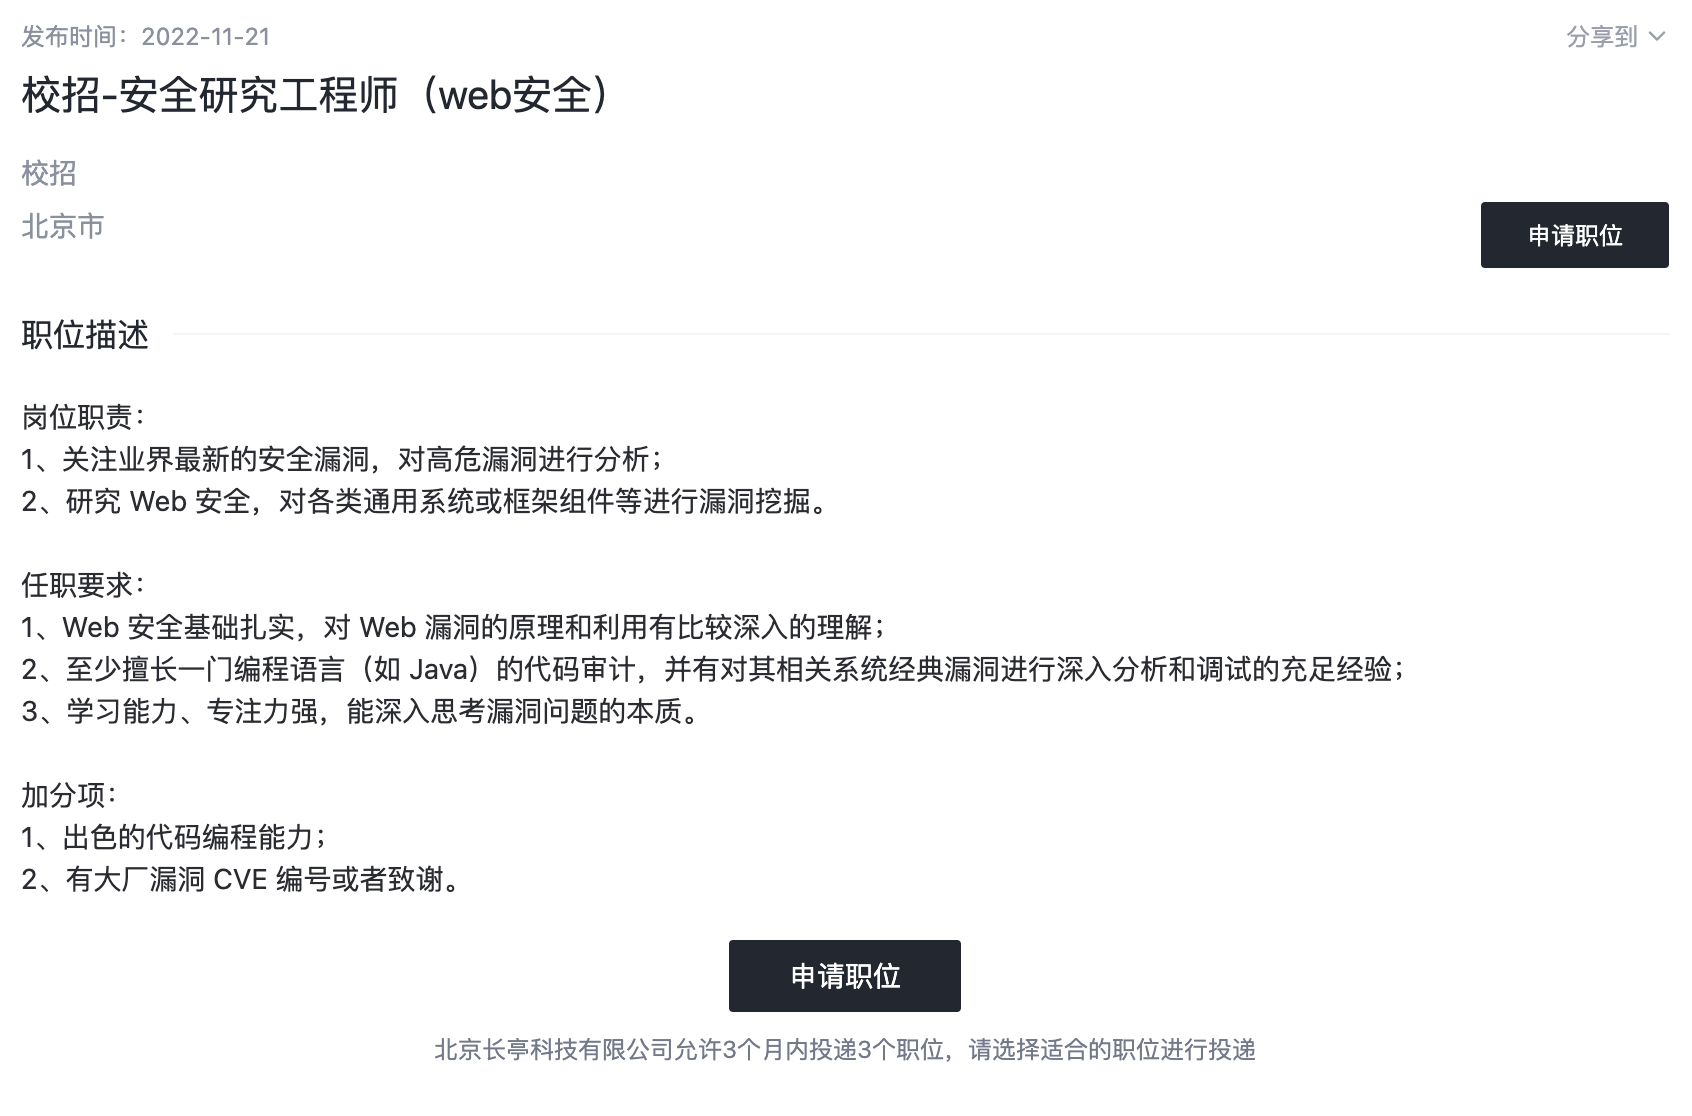 发布时间：2022-11-21
分享到
校招-安全研究工程师（web安全）
校招
北京市
申请职位
职位描述
岗位职责：
1、关注业界最新的安全漏洞，对高危漏洞进行分析；
2、研究 Web 安全，对各类通用系统或框架组件等进行漏洞挖掘。
任职要求：
1、Web 安全基础扎实，对 Web 漏洞的原理和利用有比较深入的理解；
2、至少擅长一门编程语言（如 Java）的代码审计，并有对其相关系统经典漏洞进行深入分析和调试的充足经验；
3、学习能力、专注力强，能深入思考漏洞问题的本质。
加分项：
1、出色的代码编程能力；
2、有大厂漏洞 CVE 编号或者致谢。
申请职位
北京长亭科技有限公司允许3个月内投递3个职位，请选择适合的职位进行投递